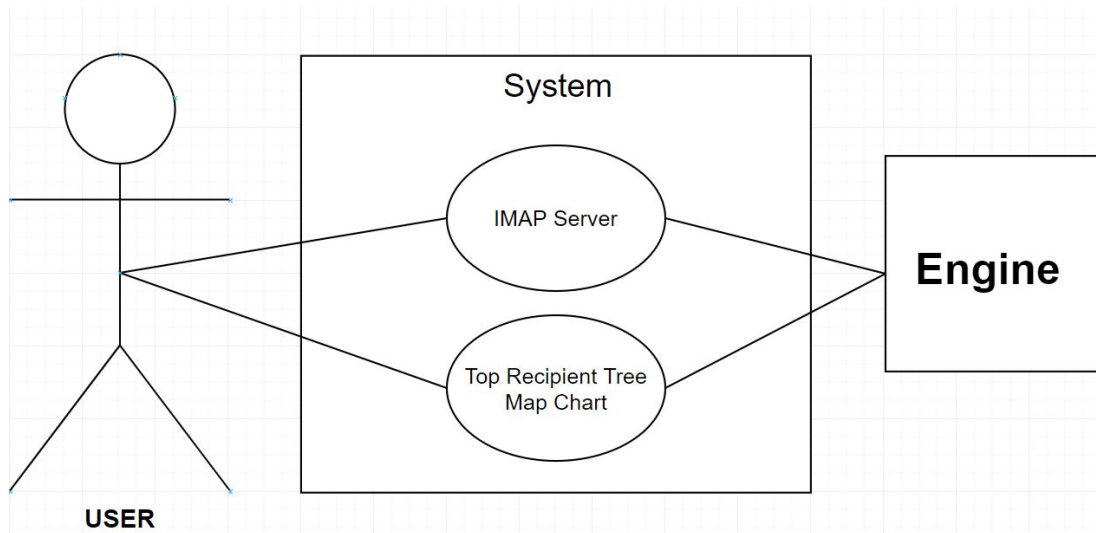 System
IMAP Server
Engine
Top Recipient Tree
Map Chart
USER